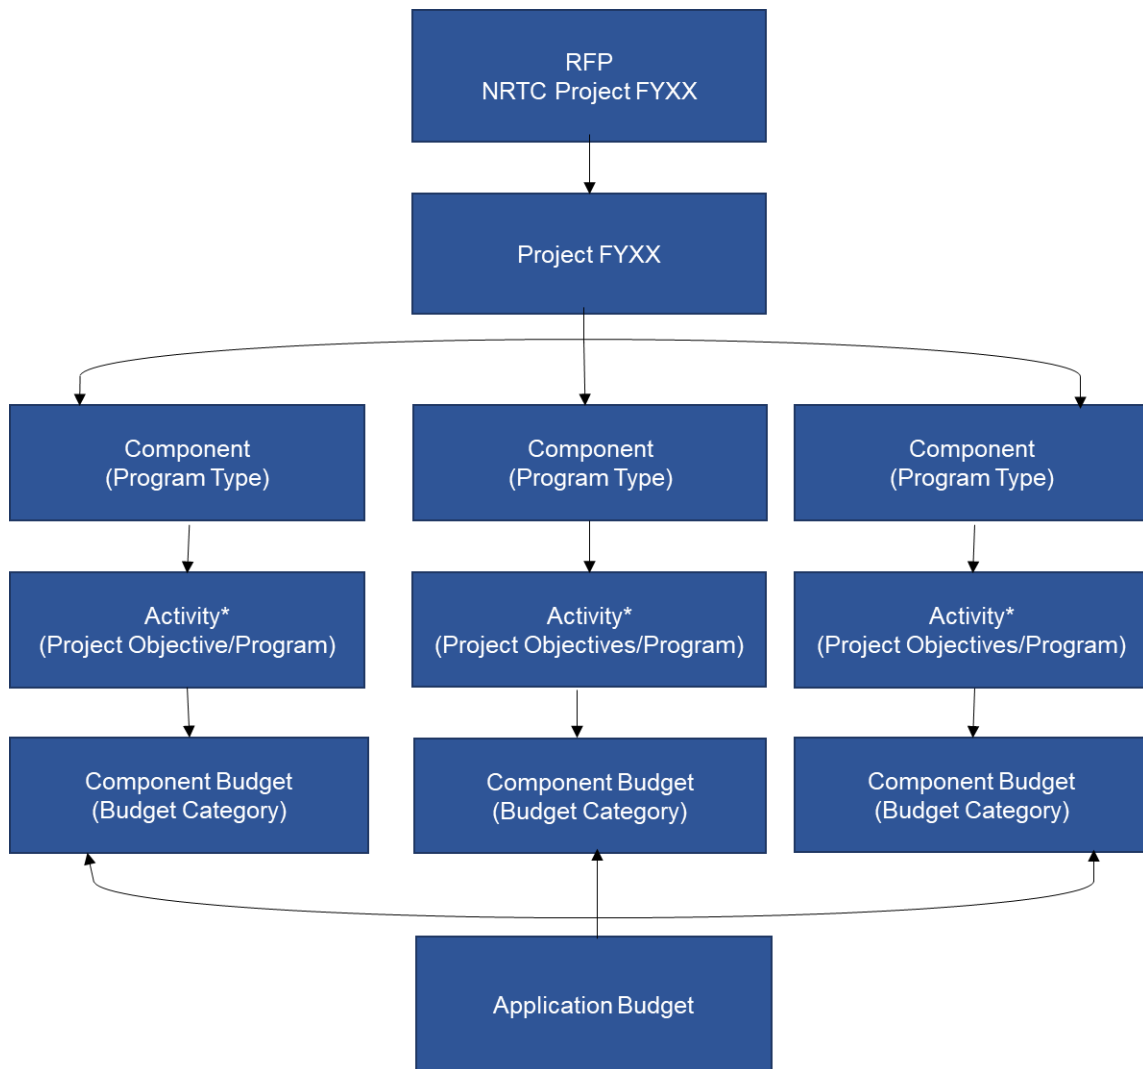 RFP
NRTC Project FYXX
Project FYXX
Component
(Program Type)
Component
(Program Type)
Component
(Program Type)
Activity*
(Project Objective/Program)
Activity*
(Project Objectives/Program)
Activity*
(Project Objectives/Program)
Component Budget
(Budget Category)
Component Budget
(Budget Category)
Component Budget
(Budget Category)
Application Budget